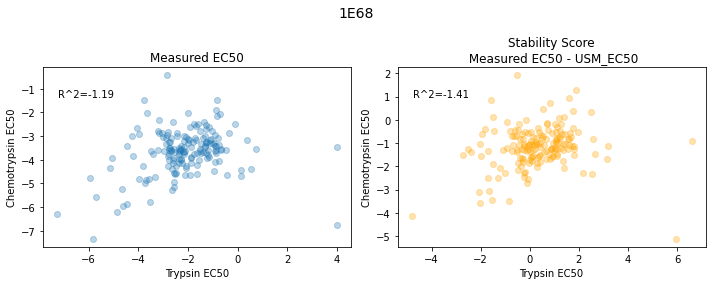 1E68
Measured EC50
R^2=-1.19
Chemotrypsin EC50
-1
-2
-3
-4
-5
-6
-7
-6
-4
-2
0
2
4
Trypsin EC50
Stability Score
Measured EC50 - USM_EC50
R^2=-1.41
Chemotrypsin EC50
2
1
0
-1
-2
-3
-4
-5
-4
-2
0
2
4
6
Trypsin EC50